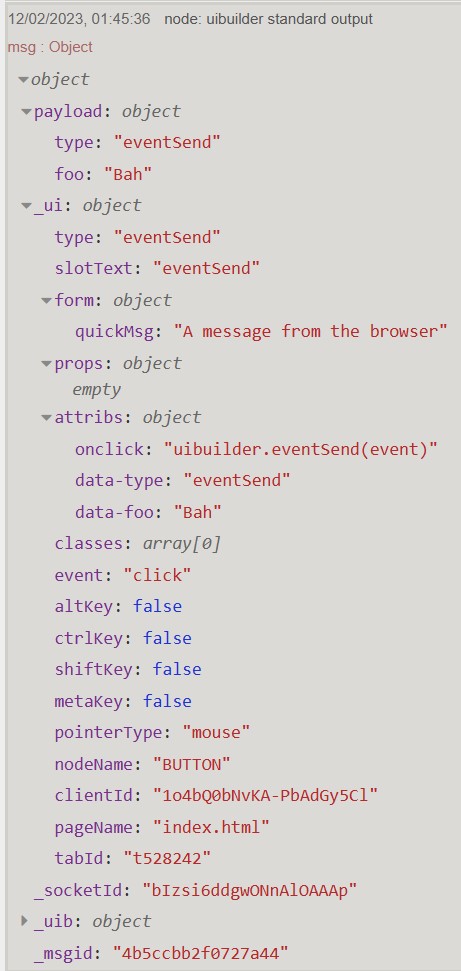 12/02/2023, 01:45:36 node: uibuilder standard output
msg : Object
object
payload: object
type: "eventSend"
foo: "Bah"
_ui: object
type: "eventSend"
slotText: "eventSend"
form: object
quickMsg: "A message from the browser"
props: object
empty
attribs: object
onclick: "uibuilder.eventSend(event)"
data-type: "eventSend"
data-foo: "Bah"
classes: array[0]
event: "click"
altKey: false
ctrlKey: false
shiftKey: false
metaKey: false
pointerType: "mouse"
nodeName: "BUTTON"
clientId: "1o4bQ0bNvKA-PbAdGy5Cl"
pageName: "index.html"
tabId: "t528242"
_socketId: "bIzsi6ddgwONnAlOAAAp"
_uib: object
_msgid: "4b5ccbb2f0727a44"